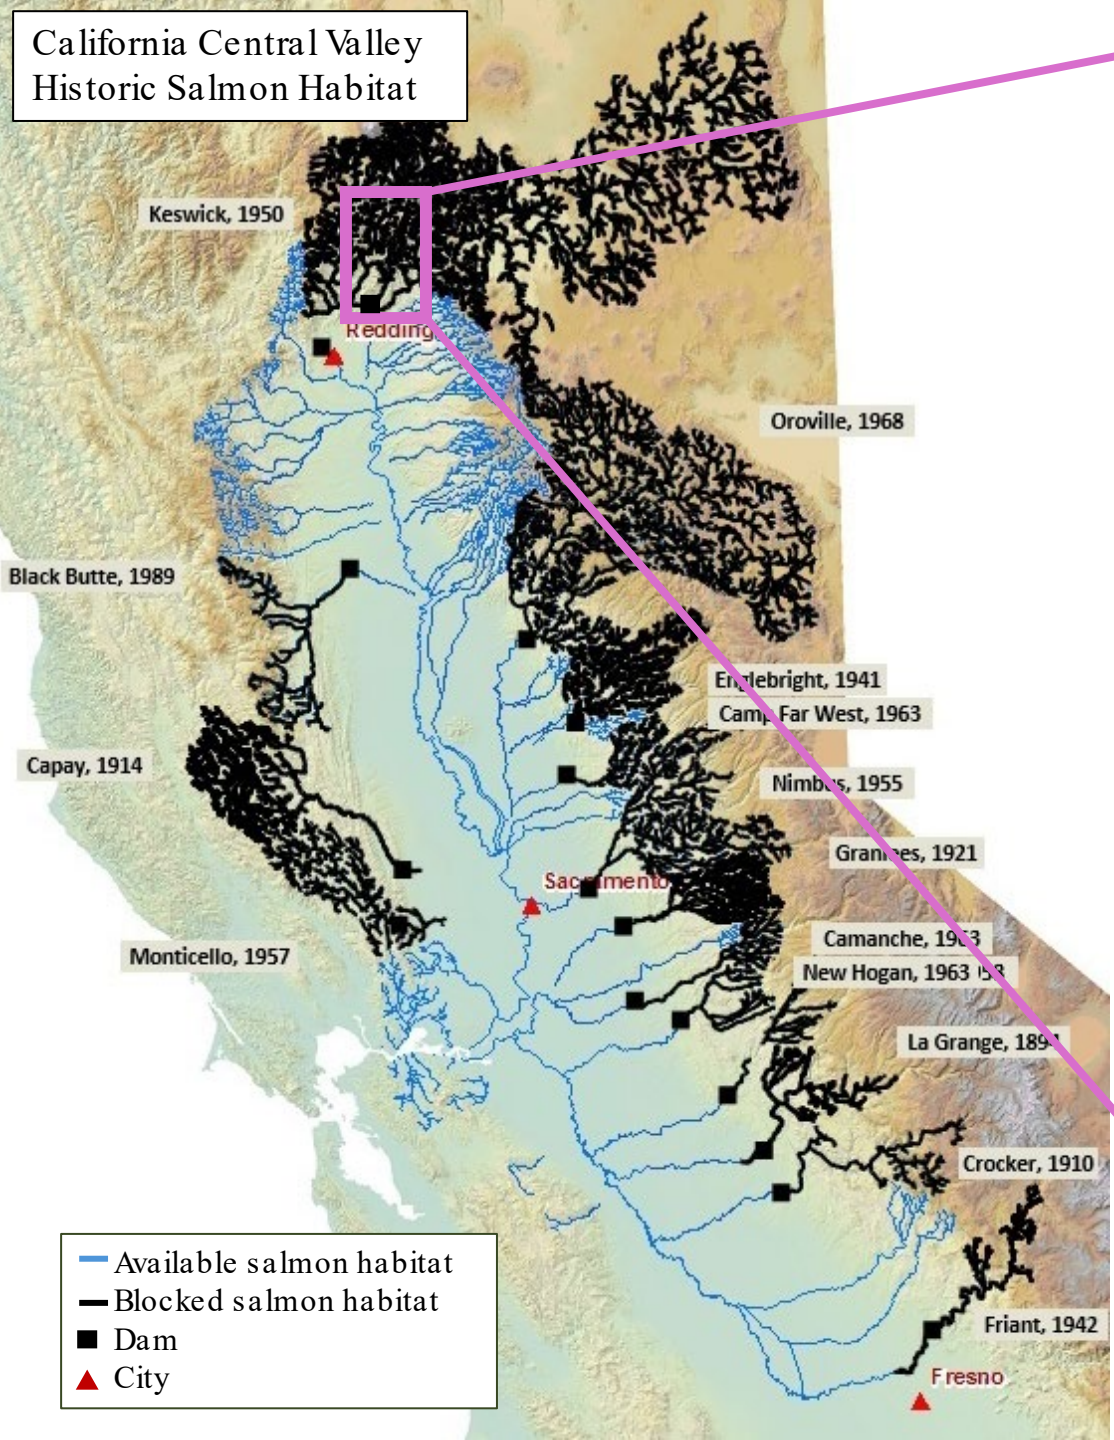 California Central Valley
Historic Salmon Habitat
Keswick, 1950
Redding
Oroville, 1968
Black Butte, 1989
Englebright, 1941
Camp Far West, 1963
Capay, 1914
Nimbus, 1955
Granlees, 1921
Sacramento
Camanche, 1963
Monticello, 1957
New Hogan, 1963
La Grange, 1894
Crocker, 1910
Friant, 1942
Fresno
Available salmon habitat
Blocked salmon habitat
Dam
City